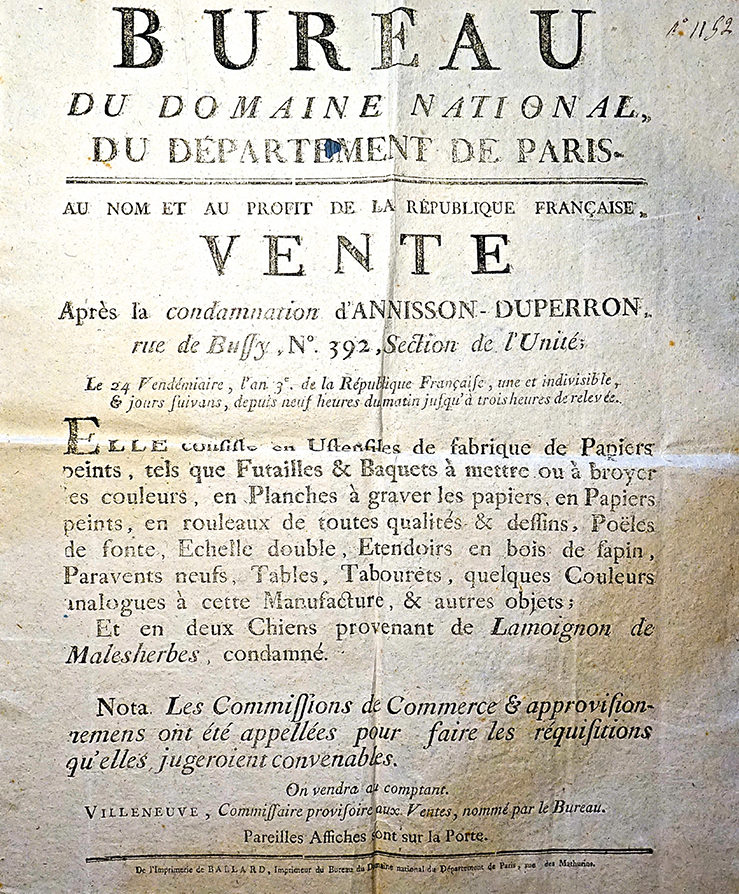 N° 1152
BUREAU
DU DOMAINE NATIONAL,
DU DÉPARTEMENT DE PARIS.
AU NOM ET AU PROFIT DE LA RÉPUBLIQUE FRANÇAISE,
VENTE
Après la condamnation d'ANNISSON-DUPERRON,
rue de Buſſy, N°. 392, Section de l'Unité;
Le 24 Vendémiaire, l'an 3e. de la République Françaiſe, une et indiviſible,
& jours ſuivans, depuis neuf heures du matin juſqu'à trois heures de relevée.
ELLE conſiſte en Uſtenſiles de fabrique de Papiers
peints, tels que Futailles & Baquets à mettre ou à broyer
les couleurs, en Planches à graver les papiers, en Papiers
peints, en rouleaux de toutes qualités & deſſins, Poëles
de fonte, Echelle double, Etendoirs en bois de ſapin,
Paravents neufs, Tables, Tabourets, quelques Couleurs
analogues à cette Manufacture, & autres objets;
Et en deux Chiens provenant de Lamoignon de
Malesherbes, condamné.
Nota. Les Commiſſions de Commerce & approviſion-
nemens ont été appellées pour faire les réquiſitions
qu'elles jugeroient convenables.
On vendra au comptant.
VILLENEUVE, Commiſſaire proviſoire aux Ventes, nommé par le Bureau.
Pareilles Affiches ſont sur la Porte.
De l'Imprimerie de BALLARD, Imprimeur du Bureau du Domaine national du Département de Paris, rue des Mathurins.